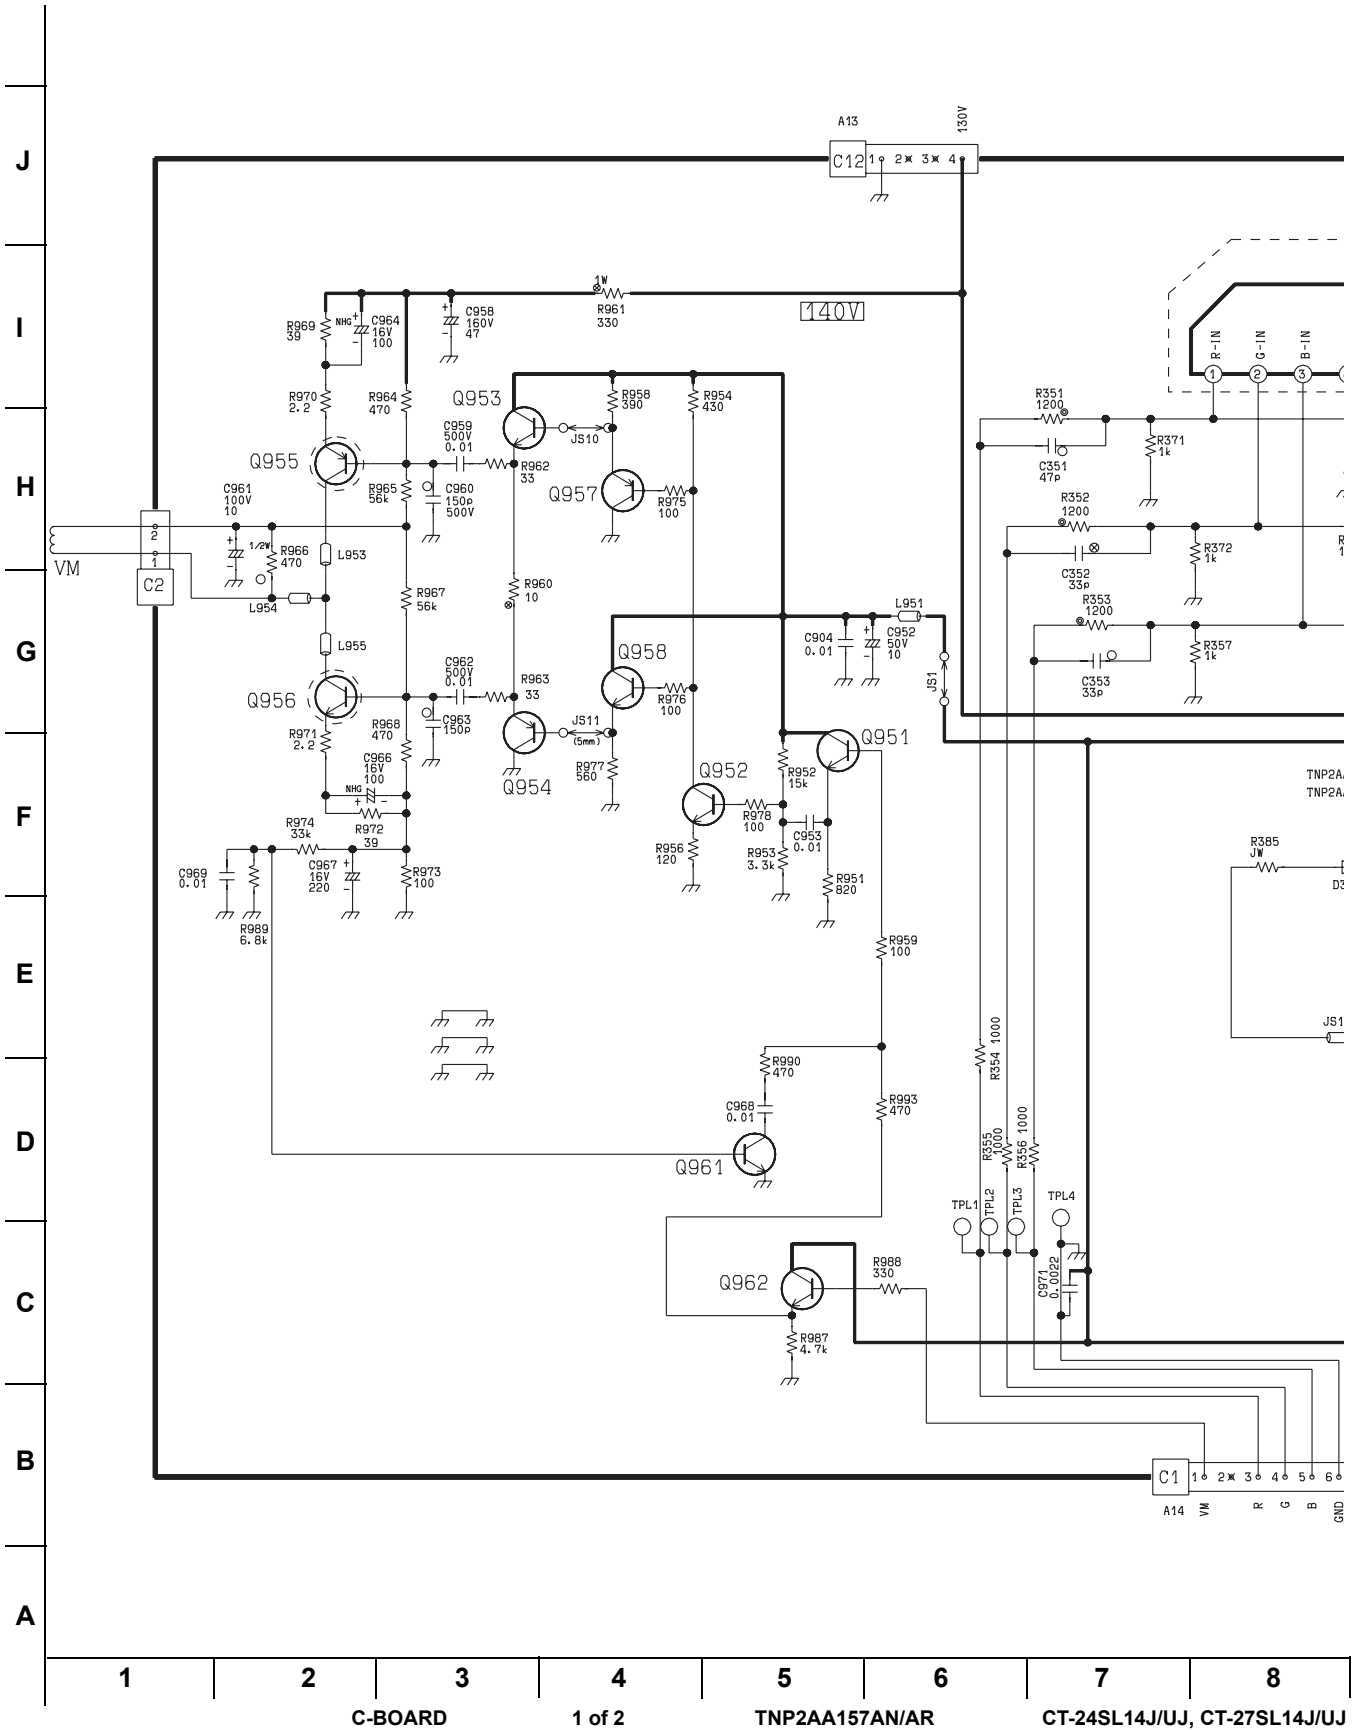 J
A13
130V
C12
1
2
3
4
I
1W
R961
330
140V
R969
39
NHG
+
-
C964
16V
100
+
-
C958
160V
47
R-IN
G-IN
B-IN
1
2
3
R970
2.2
R964
470
Q953
R958
390
R954
430
R351
1200
C351
47p
R371
1k
H
Q955
C959
500V
0.01
R962
33
JS10
R965
56k
C960
150p
500V
Q957
R975
100
R352
1200
C352
33p
R372
1k
C961
100V
10
+
-
1/2W
R966
470
L953
2
1
C2
VM
L954
R967
56k
R960
10
R353
1200
C353
33p
R357
1k
G
L955
C962
500V
0.01
R963
33
Q958
R976
100
C904
0.01
+
-
C952
50V
10
L951
JS1
Q956
R971
2.2
R968
470
C963
150p
JS11
(5mm)
Q954
R977
560
Q952
R952
15k
Q951
F
C966
16V
100
NHG
+
-
R972
39
R974
33k
C967
16V
220
+
-
R973
100
C969
0.01
R989
6.8k
R956
120
R978
100
C953
0.01
R953
3.3k
R951
820
TNP2A
TNP2A
R385
JW
D3
E
R959
100
JS1
R354 1000
D
R990
470
C968
0.01
Q961
R993
470
R355
1000
R356 1000
TPL1
TPL2
TPL3
TPL4
C
Q962
R988
330
R987
4.7k
C971
0.0022
B
C1
1
2
3
4
5
6
A14
VM
R
G
B
GND
A
1
2
3
4
5
6
7
8
C-BOARD
1 of 2
TNP2AA157AN/AR
CT-24SL14J/UJ, CT-27SL14J/UJ